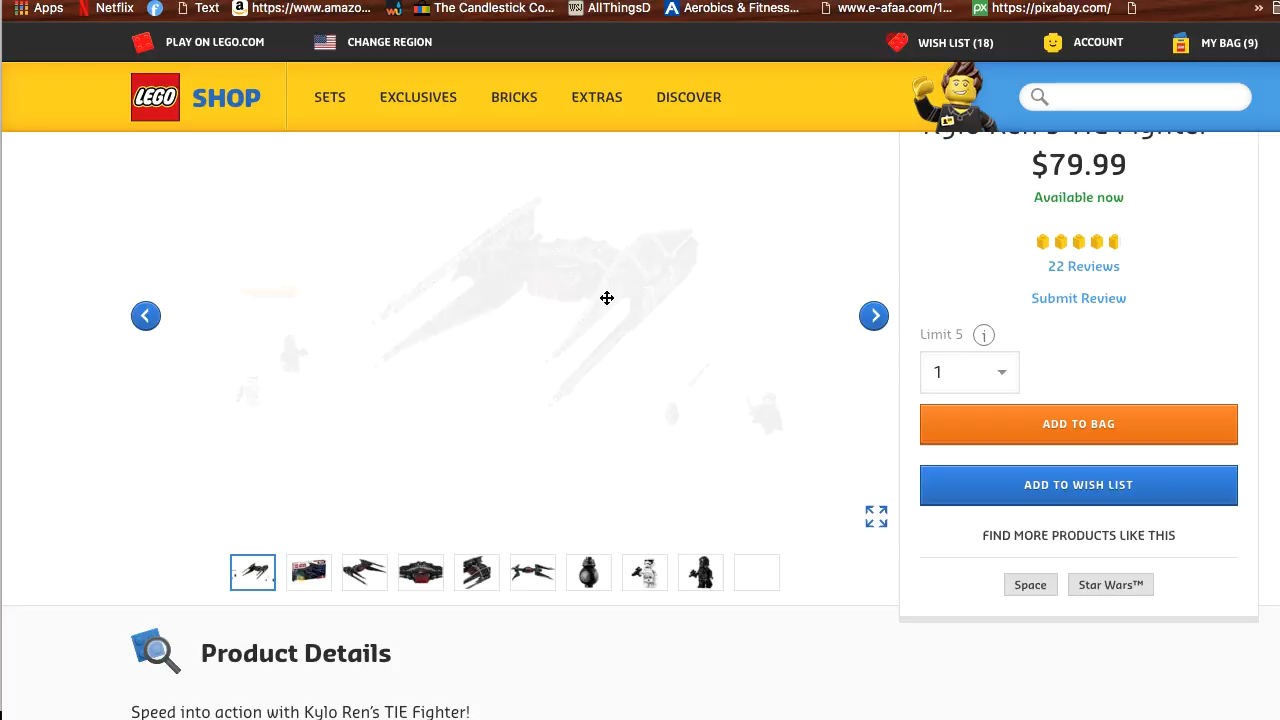 Apps Netflix Text https://www.amazo... The Candlestick Co... AllThingsD Aerobics & Fitness... www.e-afaa.com/1... https://pixabay.com/ »
PLAY ON LEGO.COM CHANGE REGION WISH LIST (18) ACCOUNT MY BAG (9)
LEGO SHOP SETS EXCLUSIVES BRICKS EXTRAS DISCOVER
Kylo Ren's TIE Fighter
$79.99
Available now
22 Reviews
Submit Review
Limit 5 i
1
ADD TO BAG
ADD TO WISH LIST
FIND MORE PRODUCTS LIKE THIS
Space Star Wars™
Product Details
Speed into action with Kylo Ren's TIE Fighter!